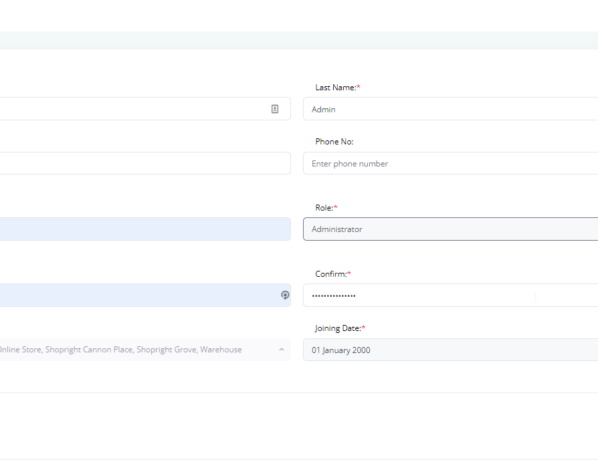 Last Name:*
Admin
Phone No:
Enter phone number
Role:*
Administrator
Confirm:*
•••••••••••••••
Joining Date:*
Online Store, Shopright Cannon Place, Shopright Grove, Warehouse
01 January 2000